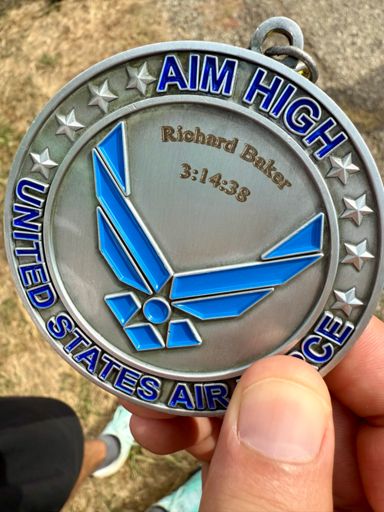 AIM HIGH
Richard Baker
3:14:38
UNITED STATES AIR FORCE